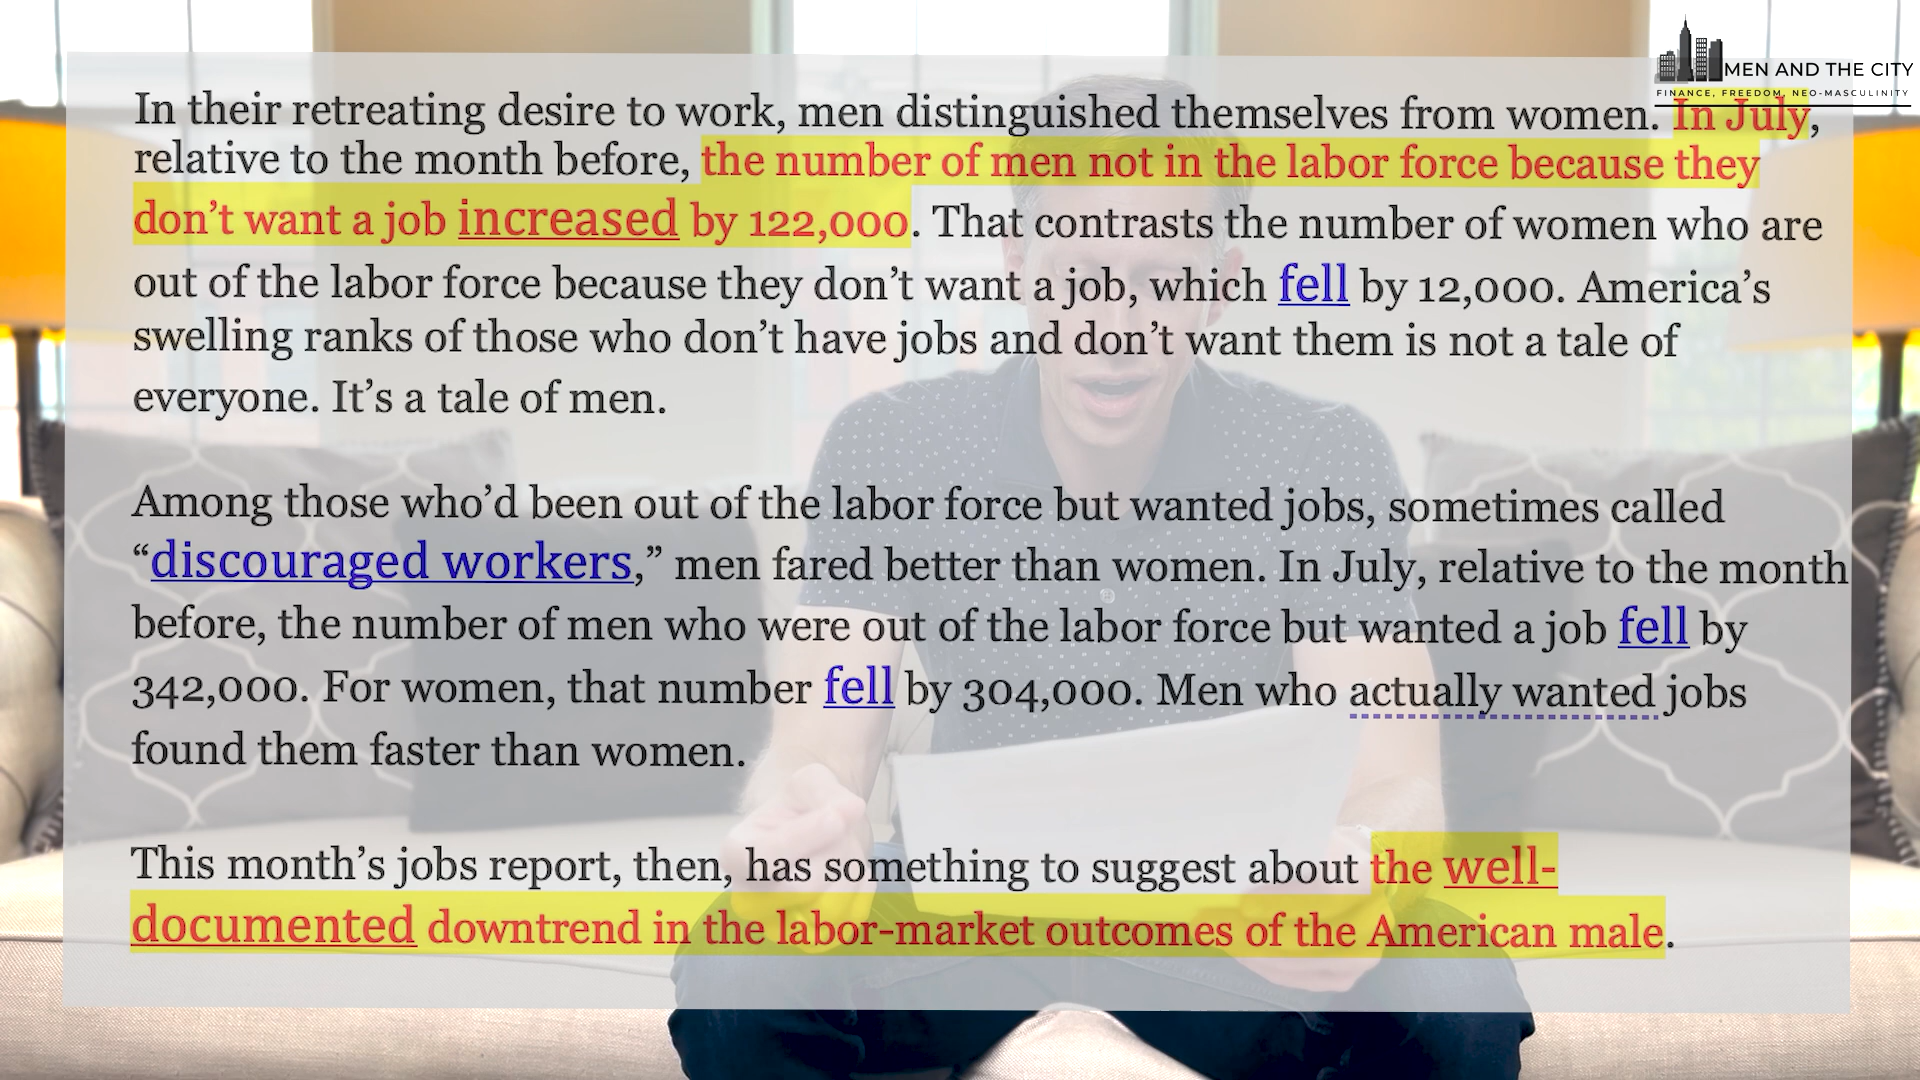 MEN AND THE CITY
FINANCE, FREEDOM, NEO-MASCULINITY
In their retreating desire to work, men distinguished themselves from women. In July,
relative to the month before, the number of men not in the labor force because they
don’t want a job increased by 122,000. That contrasts the number of women who are
out of the labor force because they don’t want a job, which fell by 12,000. America’s
swelling ranks of those who don’t have jobs and don’t want them is not a tale of
everyone. It’s a tale of men.
Among those who’d been out of the labor force but wanted jobs, sometimes called
“discouraged workers,” men fared better than women. In July, relative to the month
before, the number of men who were out of the labor force but wanted a job fell by
342,000. For women, that number fell by 304,000. Men who actually wanted jobs
found them faster than women.
This month’s jobs report, then, has something to suggest about the well-
documented downtrend in the labor-market outcomes of the American male.